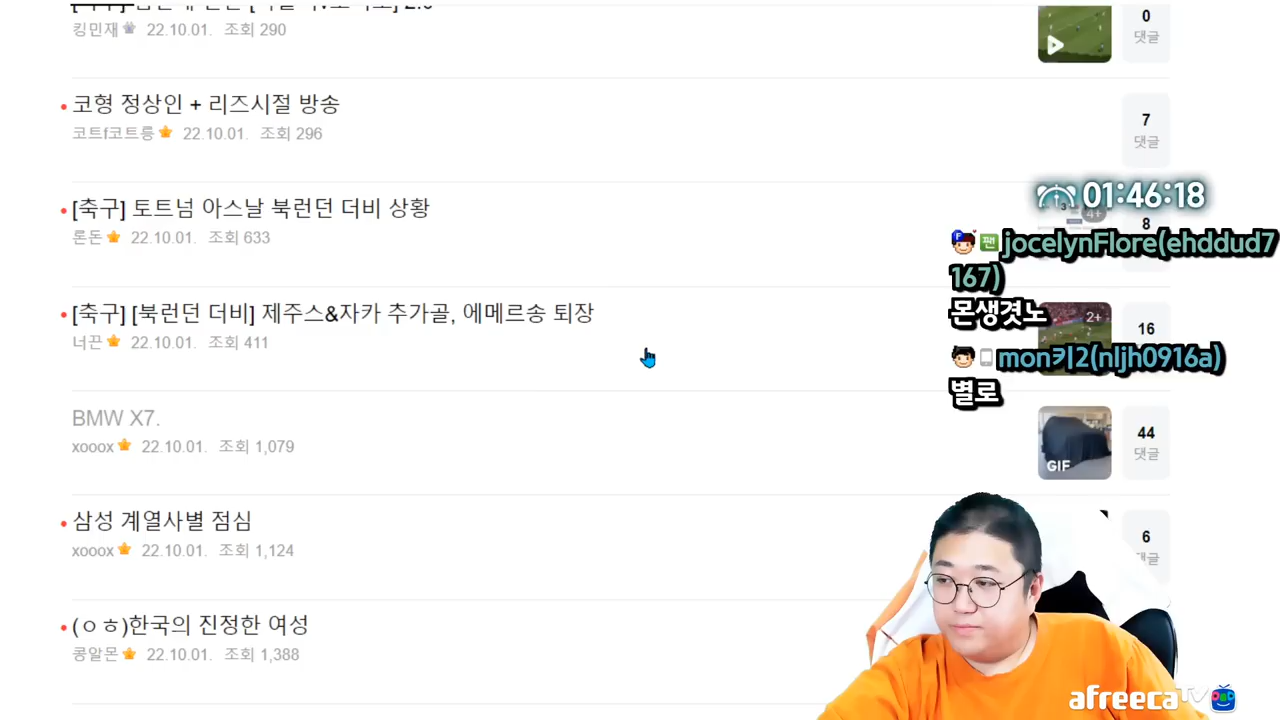 킹민재 22.10.01. 조회 290
0
댓글
코형 정상인 + 리즈시절 방송
코트f코트릉 22.10.01. 조회 296
7
댓글
01:46:18
[축구] 토트넘 아스날 북런던 더비 상황
론돈 22.10.01. 조회 633
4+
8
팬 jocelynFlore(ehddud7
167)
몬생겻노
[축구] [북런던 더비] 제주스&자카 추가골, 에메르송 퇴장
너끈 22.10.01. 조회 411
2+
16
mon키2(nljh0916a)
별로
BMW X7.
xooox 22.10.01. 조회 1,079
GIF
44
댓글
삼성 계열사별 점심
xooox 22.10.01. 조회 1,124
6
댓글
(ㅇㅎ)한국의 진정한 여성
콩알몬 22.10.01. 조회 1,388
afreecaTV